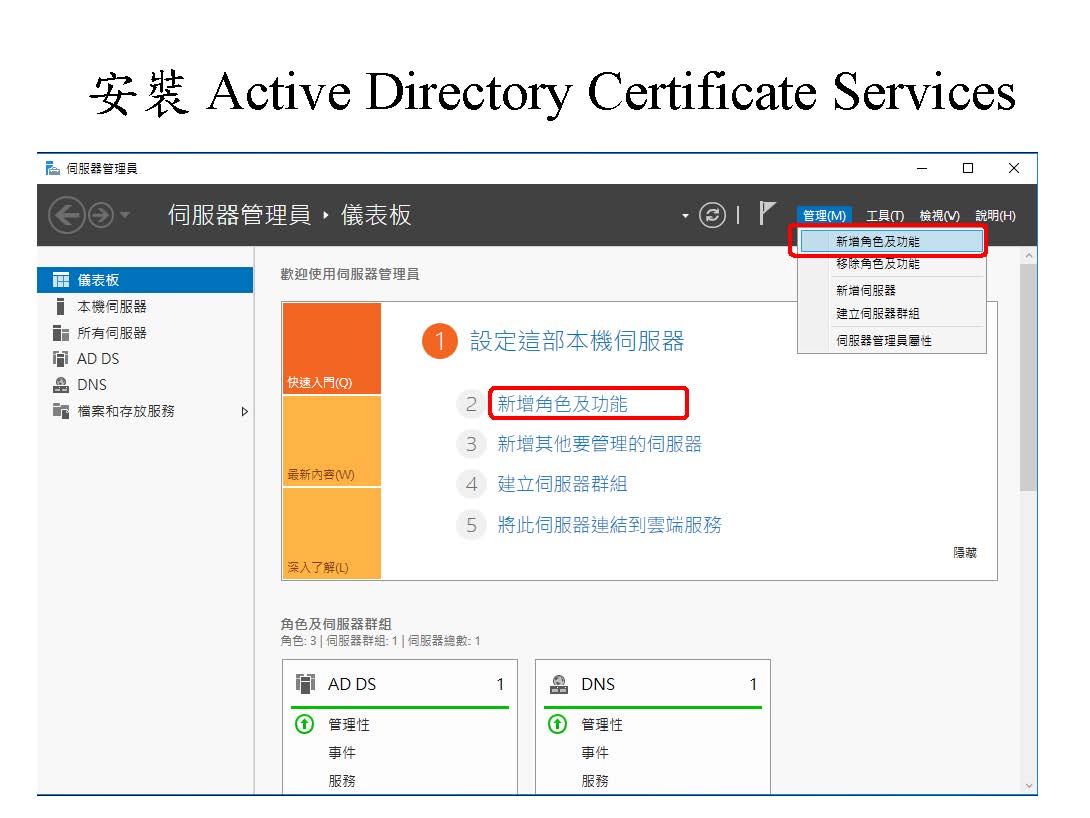 安裝 Active Directory Certificate Services
伺服器管理員
伺服器管理員 ‣ 儀表板
管理(M) 工具(T) 檢視(V) 說明(H)
新增角色及功能
移除角色及功能
新增伺服器
建立伺服器群組
伺服器管理員屬性
儀表板
本機伺服器
所有伺服器
AD DS
DNS
檔案和存放服務
歡迎使用伺服器管理員
快速入門(Q)
最新內容(W)
深入了解(L)
1 設定這部本機伺服器
2 新增角色及功能
3 新增其他要管理的伺服器
4 建立伺服器群組
5 將此伺服器連結到雲端服務
隱藏
角色及伺服器群組
角色: 3 | 伺服器群組: 1 | 伺服器總數: 1
AD DS 1
管理性
事件
服務
DNS 1
管理性
事件
服務